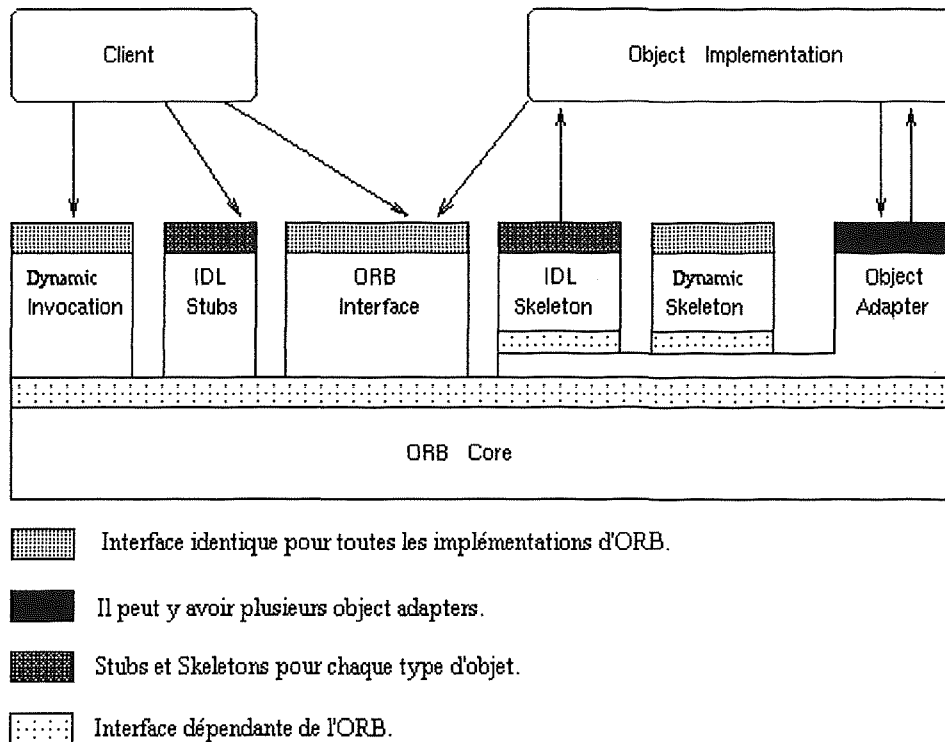 Client
Object Implementation
Dynamic Invocation
IDL Stubs
ORB Interface
IDL Skeleton
Dynamic Skeleton
Object Adapter
ORB Core
Interface identique pour toutes les implémentations d'ORB.
Il peut y avoir plusieurs object adapters.
Stubs et Skeletons pour chaque type d'objet.
Interface dépendante de l'ORB.